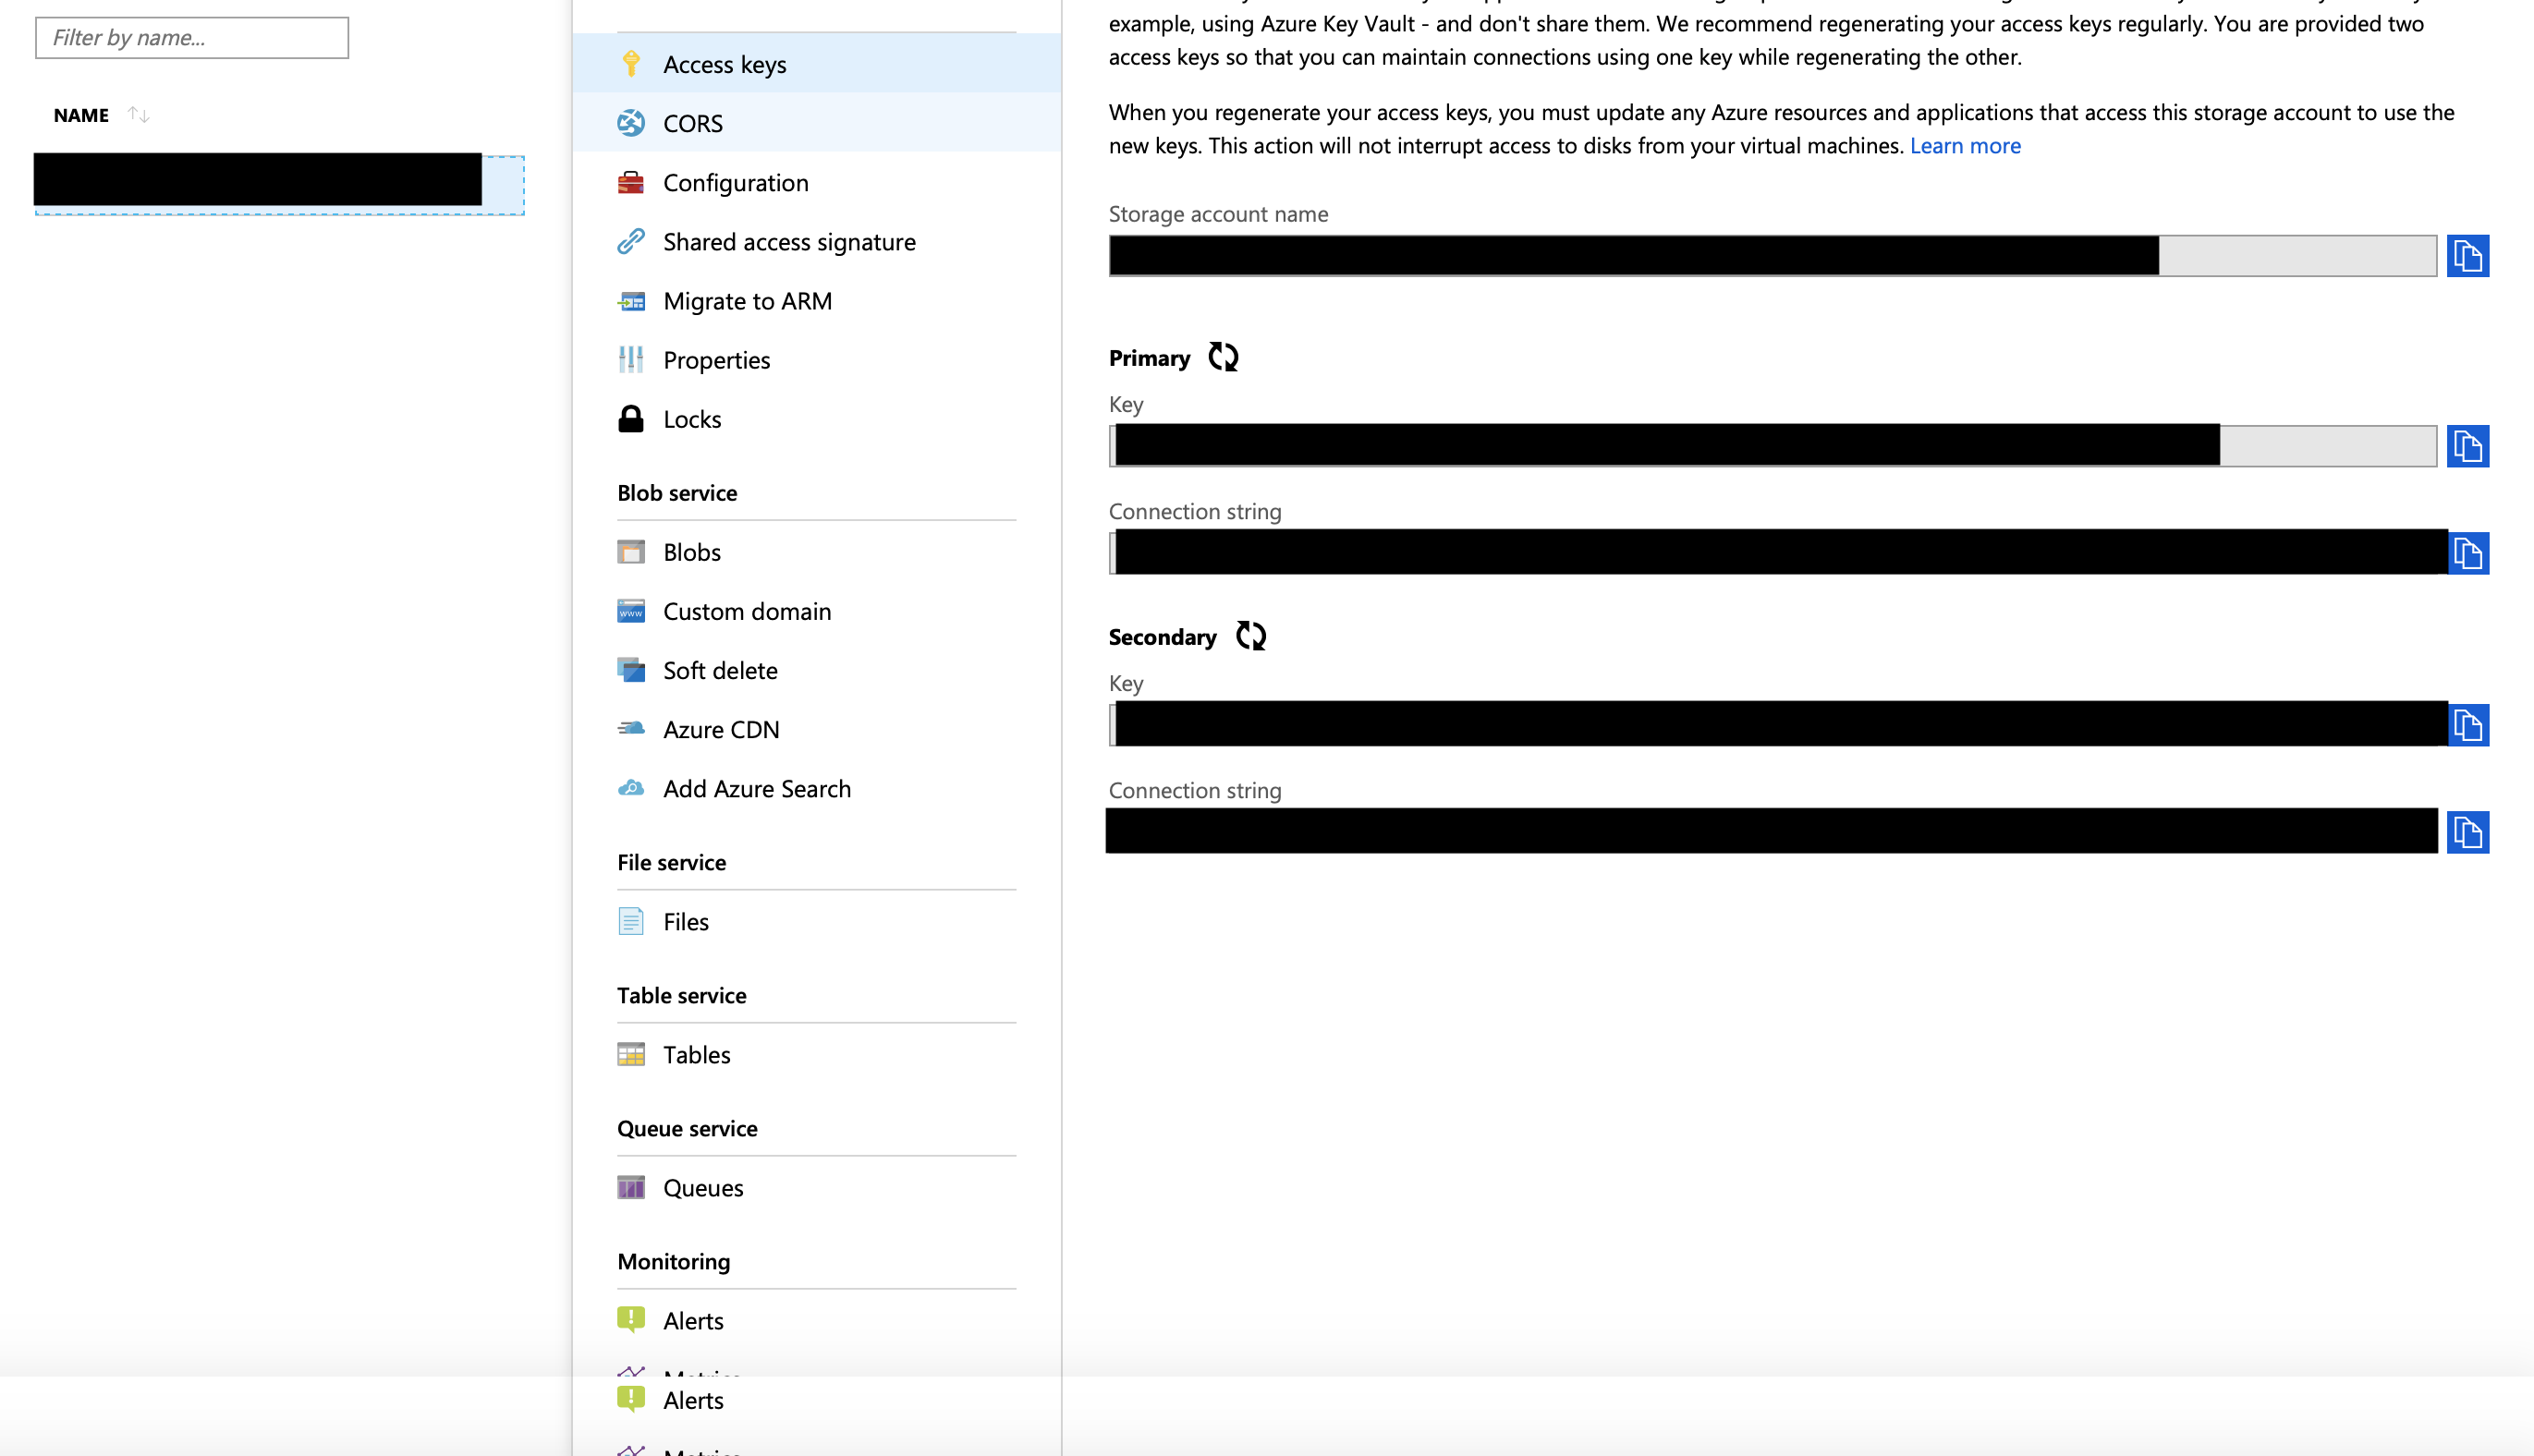 Filter by name...
NAME
Access keys
CORS
Configuration
Shared access signature
Migrate to ARM
Properties
Locks
Blob service
Blobs
www
Custom domain
Soft delete
Azure CDN
Add Azure Search
File service
Files
Table service
Tables
Queue service
Queues
Monitoring
Alerts
Alerts
example, using Azure Key Vault - and don't share them. We recommend regenerating your access keys regularly. You are provided two
access keys so that you can maintain connections using one key while regenerating the other.
When you regenerate your access keys, you must update any Azure resources and applications that access this storage account to use the
new keys. This action will not interrupt access to disks from your virtual machines. Learn more
Storage account name
Primary
Key
Connection string
Secondary
Key
Connection string